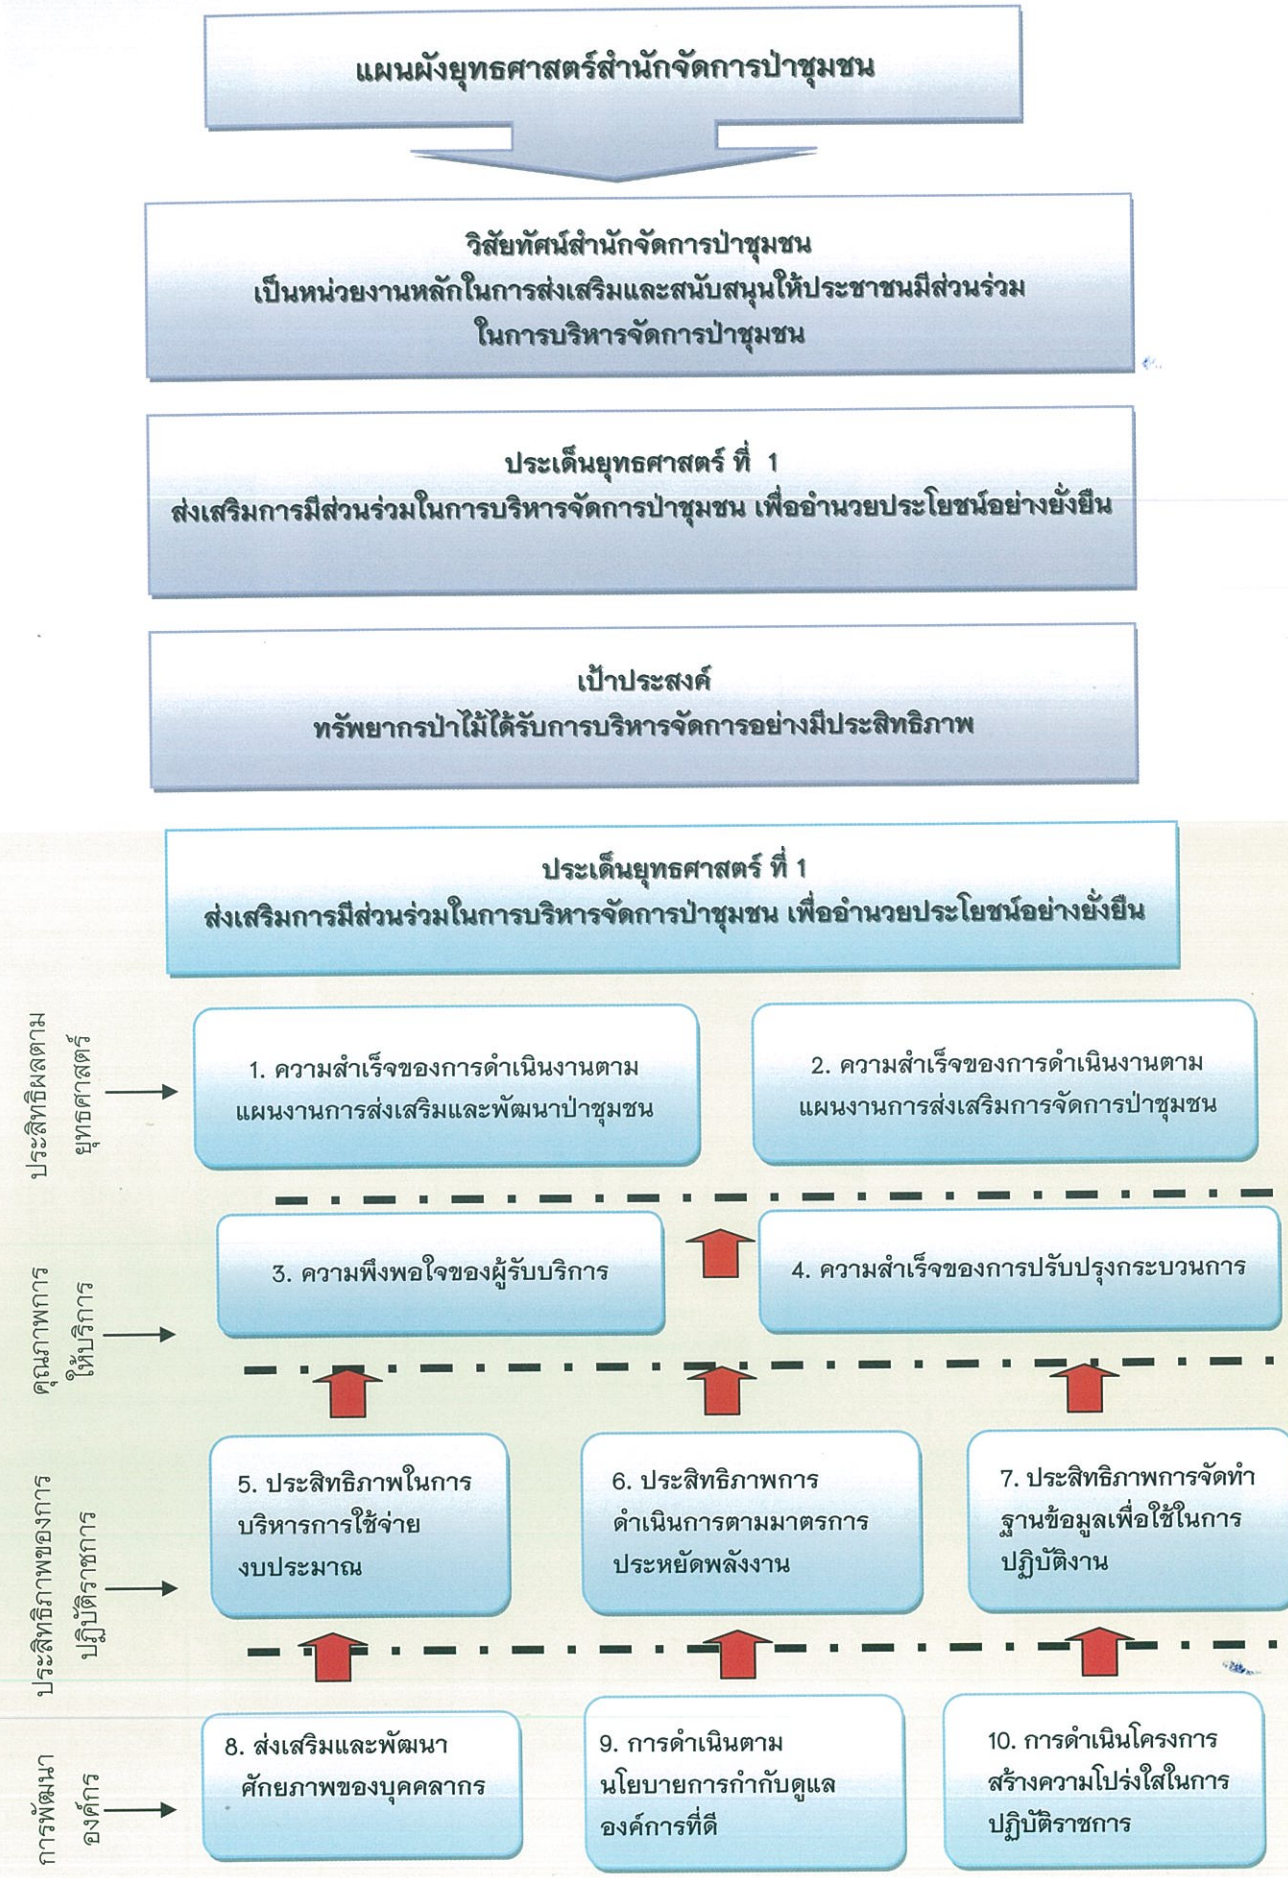 แผนผังยุทธศาสตร์สำนักจัดการป่าชุมชน
วิสัยทัศน์สำนักจัดการป่าชุมชน
เป็นหน่วยงานหลักในการส่งเสริมและสนับสนุนให้ประชาชนมีส่วนร่วม
ในการบริหารจัดการป่าชุมชน
ประเด็นยุทธศาสตร์ ที่ 1
ส่งเสริมการมีส่วนร่วมในการบริหารจัดการป่าชุมชน เพื่ออำนวยประโยชน์อย่างยั่งยืน
เป้าประสงค์
ทรัพยากรป่าไม้ได้รับการบริหารจัดการอย่างมีประสิทธิภาพ
ประเด็นยุทธศาสตร์ ที่ 1
ส่งเสริมการมีส่วนร่วมในการบริหารจัดการป่าชุมชน เพื่ออำนวยประโยชน์อย่างยั่งยืน
ประสิทธิผลตาม
ยุทธศาสตร์
1. ความสำเร็จของการดำเนินงานตาม
แผนงานการส่งเสริมและพัฒนาป่าชุมชน
2. ความสำเร็จของการดำเนินงานตาม
แผนงานการส่งเสริมการจัดการป่าชุมชน
คุณภาพการ
ให้บริการ
3. ความพึงพอใจของผู้รับบริการ
4. ความสำเร็จของการปรับปรุงกระบวนการ
ประสิทธิภาพของการ
ปฏิบัติราชการ
5. ประสิทธิภาพในการ
บริหารการใช้จ่าย
งบประมาณ
6. ประสิทธิภาพการ
ดำเนินการตามมาตรการ
ประหยัดพลังงาน
7. ประสิทธิภาพการจัดทำ
ฐานข้อมูลเพื่อใช้ในการ
ปฏิบัติงาน
การพัฒนา
องค์กร
8. ส่งเสริมและพัฒนา
ศักยภาพของบุคคลากร
9. การดำเนินตาม
นโยบายการกำกับดูแล
องค์การที่ดี
10. การดำเนินโครงการ
สร้างความโปร่งใสในการ
ปฏิบัติราชการ